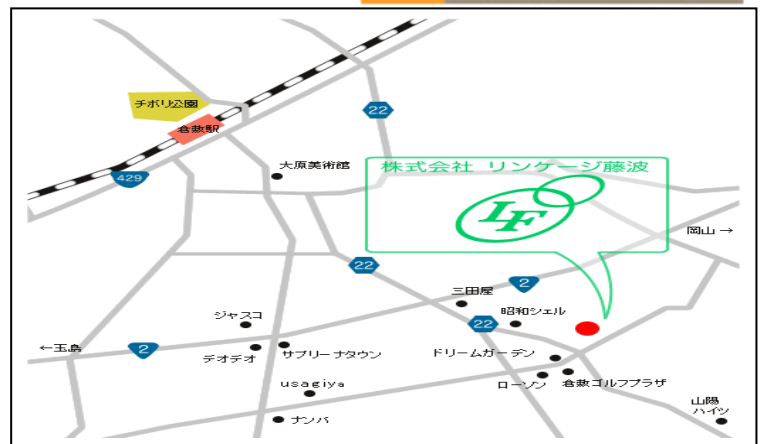 チボリ公園
倉敷駅
22
429
大原美術館
株式会社 リンケージ藤波
LF
岡山 →
22
2
三田屋
昭和シェル
22
ジャスコ
←玉島
2
デオデオ
サブリーナタウン
ドリームガーデン
usagiya
ローソン
倉敷ゴルフプラザ
ナンバ
山陽
ハイツ